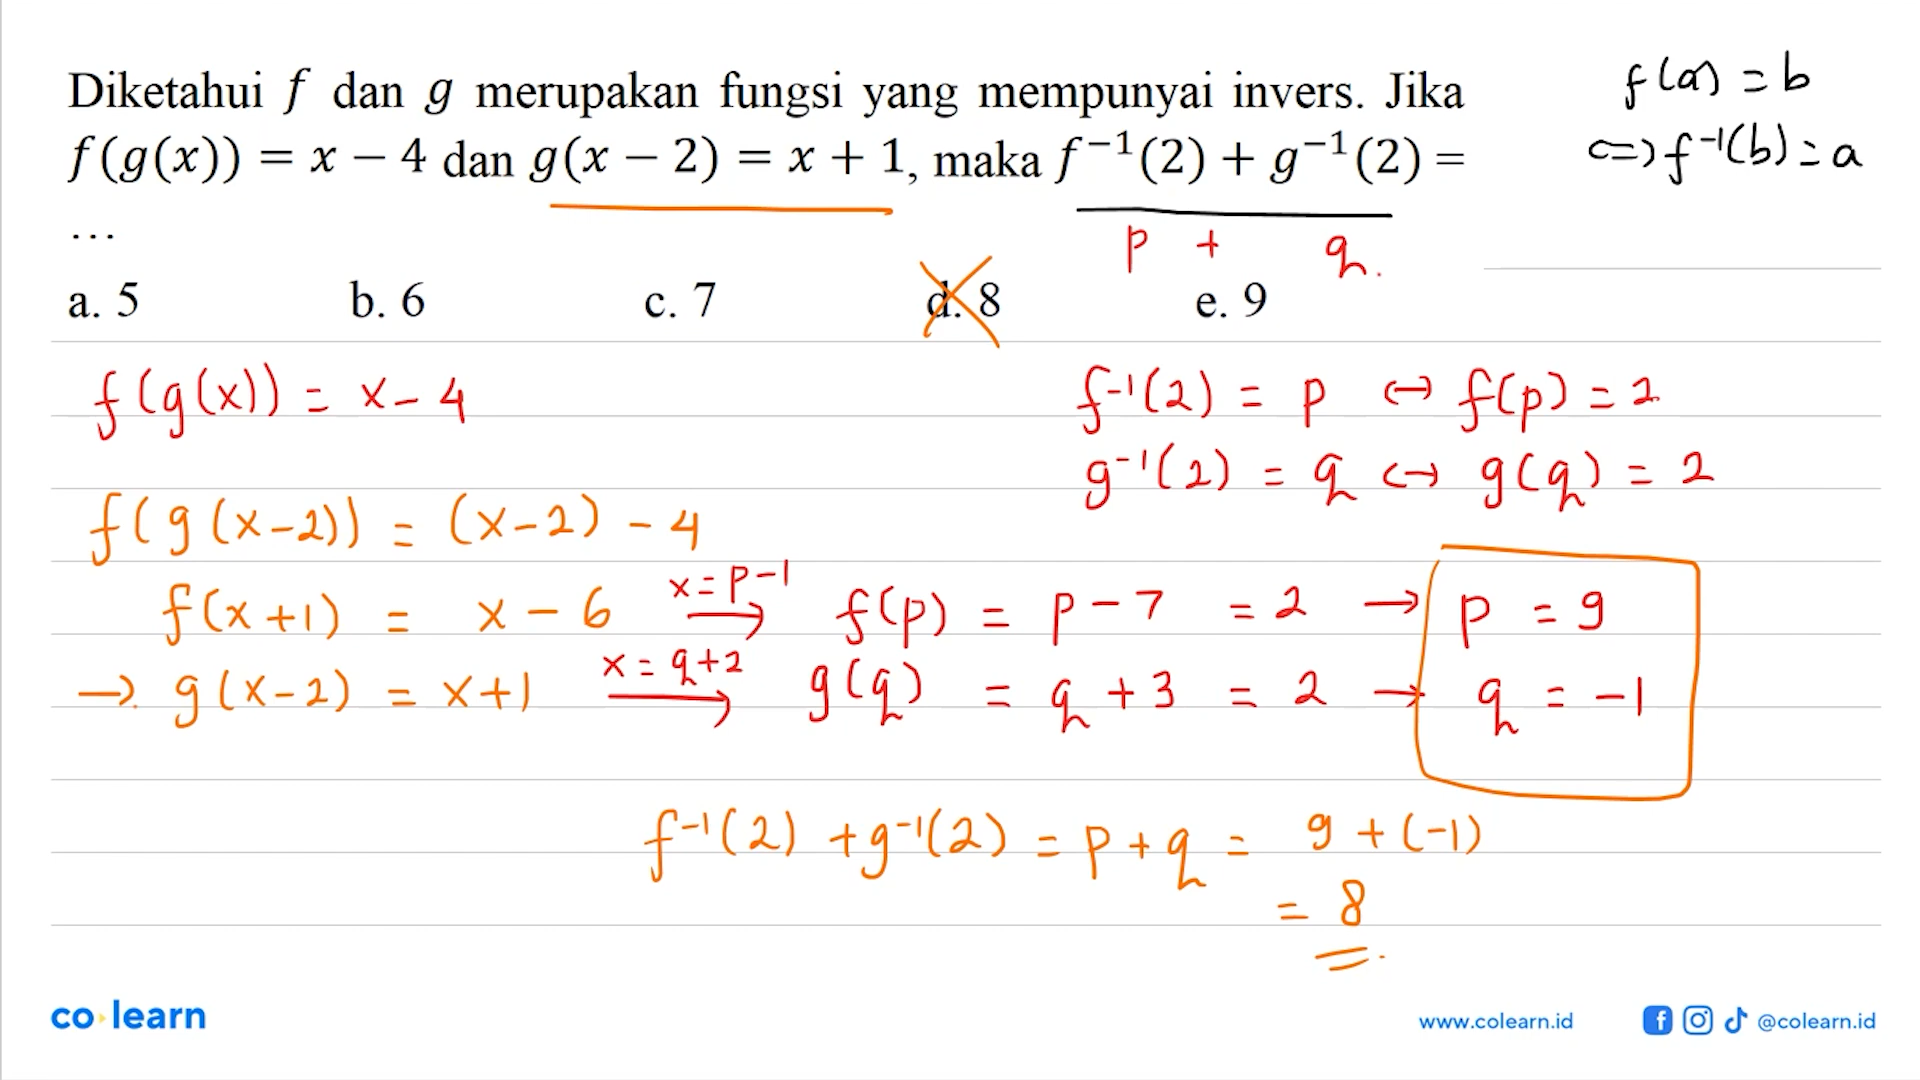 Diketahui f dan g merupakan fungsi yang mempunyai invers. Jika
f(g(x)) = x − 4 dan g(x − 2) = x + 1, maka f⁻¹(2) + g⁻¹(2) =
...
p + q.
f(a) = b
⇔ f⁻¹(b) = a
a. 5 b. 6 c. 7 d. 8 e. 9
f(g(x)) = x - 4
f⁻¹(2) = p ↔ f(p) = 2
g⁻¹(2) = q ↔ g(q) = 2
f(g(x-2)) = (x-2) - 4
f(x+1) = x - 6 x = p-1 → f(p) = p - 7 = 2 → p = 9
→ g(x-2) = x+1 x = q+2 → g(q) = q + 3 = 2 → q = -1
f⁻¹(2) + g⁻¹(2) = p + q = 9 + (-1)
= 8
co learn
www.colearn.id @colearn.id